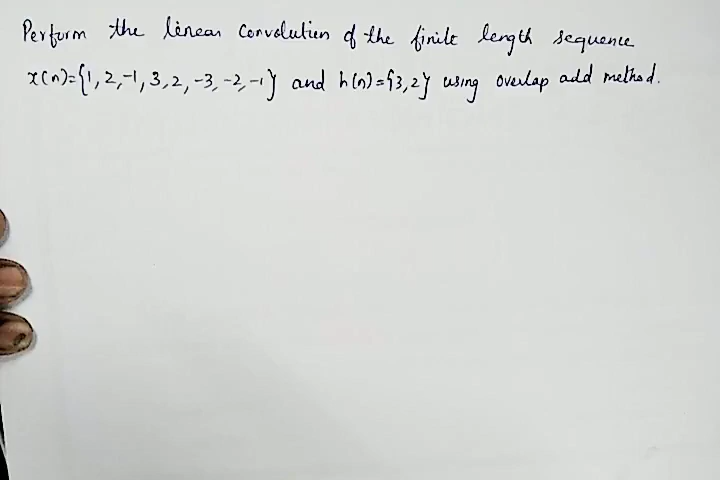 Perform the linear convolution of the finite length sequence
x(n)={1,2,-1,3,2,-3,-2,-1} and h(n)={3,2} using overlap add method.